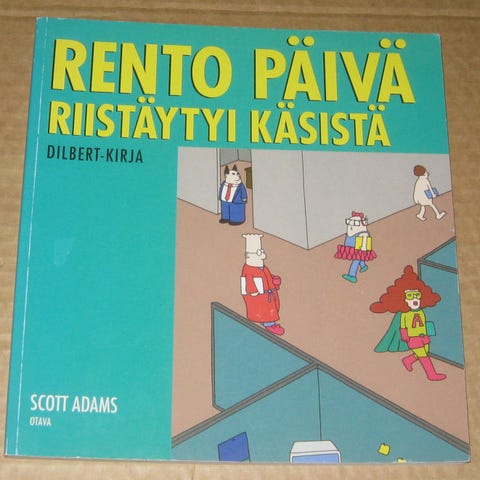 RENTO PÄIVÄ
RIISTÄYTYI KÄSISTÄ
DILBERT-KIRJA
A
SCOTT ADAMS
OTAVA